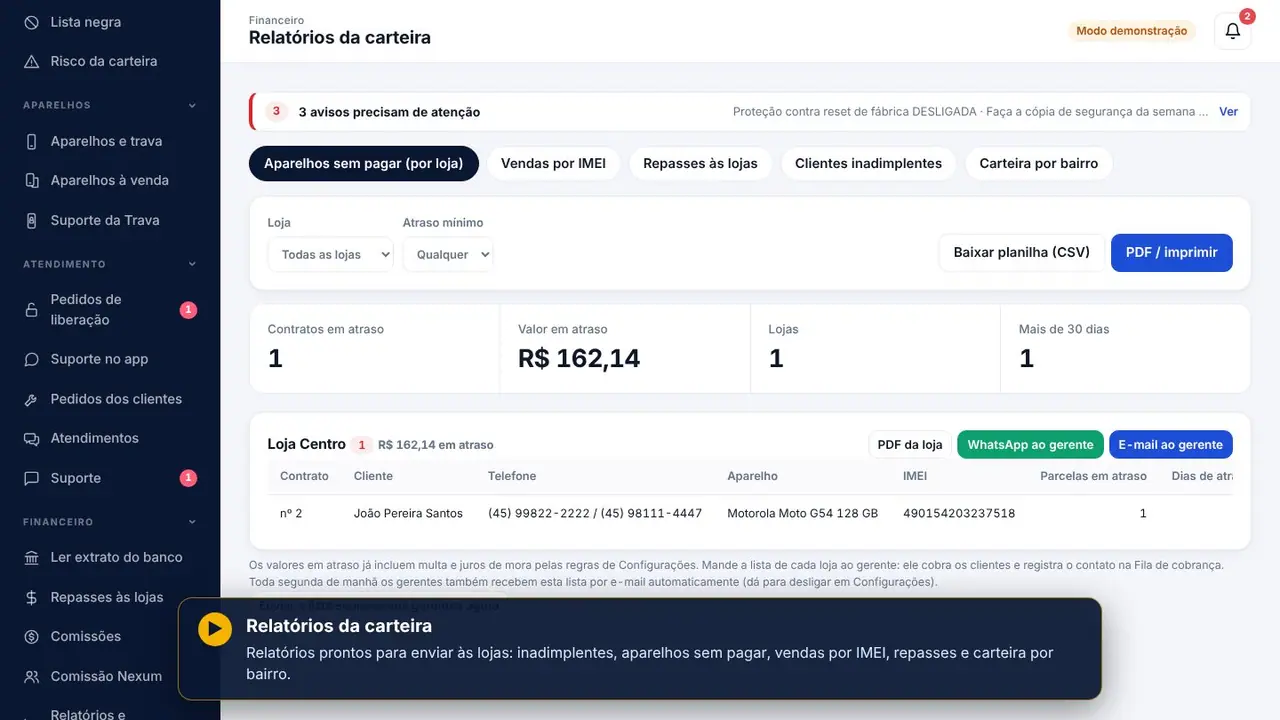 Lista negra
Risco da carteira
APARELHOS
Aparelhos e trava
Aparelhos à venda
Suporte da Trava
ATENDIMENTO
Pedidos de
liberação
1
Suporte no app
Pedidos dos clientes
Atendimentos
Suporte
1
FINANCEIRO
Ler extrato do banco
Repasses às lojas
Comissões
Comissão Nexum
Relatórios e
Financeiro
Relatórios da carteira
Modo demonstração
2
3
3 avisos precisam de atenção
Proteção contra reset de fábrica DESLIGADA · Faça a cópia de segurança da semana ...
Ver
Aparelhos sem pagar (por loja)
Vendas por IMEI
Repasses às lojas
Clientes inadimplentes
Carteira por bairro
Loja
Atraso mínimo
Todas as lojas
Qualquer
Baixar planilha (CSV)
PDF / imprimir
Contratos em atraso
1
Valor em atraso
R$ 162,14
Lojas
1
Mais de 30 dias
1
Loja Centro 1 R$ 162,14 em atraso
PDF da loja
WhatsApp ao gerente
E-mail ao gerente
Contrato Cliente Telefone Aparelho IMEI Parcelas em atraso Dias de atr
nº 2 João Pereira Santos (45) 99822-2222 / (45) 98111-4447 Motorola Moto G54 128 GB 490154203237518 1
Os valores em atraso já incluem multa e juros de mora pelas regras de Configurações. Mande a lista de cada loja ao gerente: ele cobra os clientes e registra o contato na Fila de cobrança.
Toda segunda de manhã os gerentes também recebem esta lista por e-mail automaticamente (dá para desligar em Configurações).
Relatórios da carteira
Relatórios prontos para enviar às lojas: inadimplentes, aparelhos sem pagar, vendas por IMEI, repasses e carteira por
bairro.